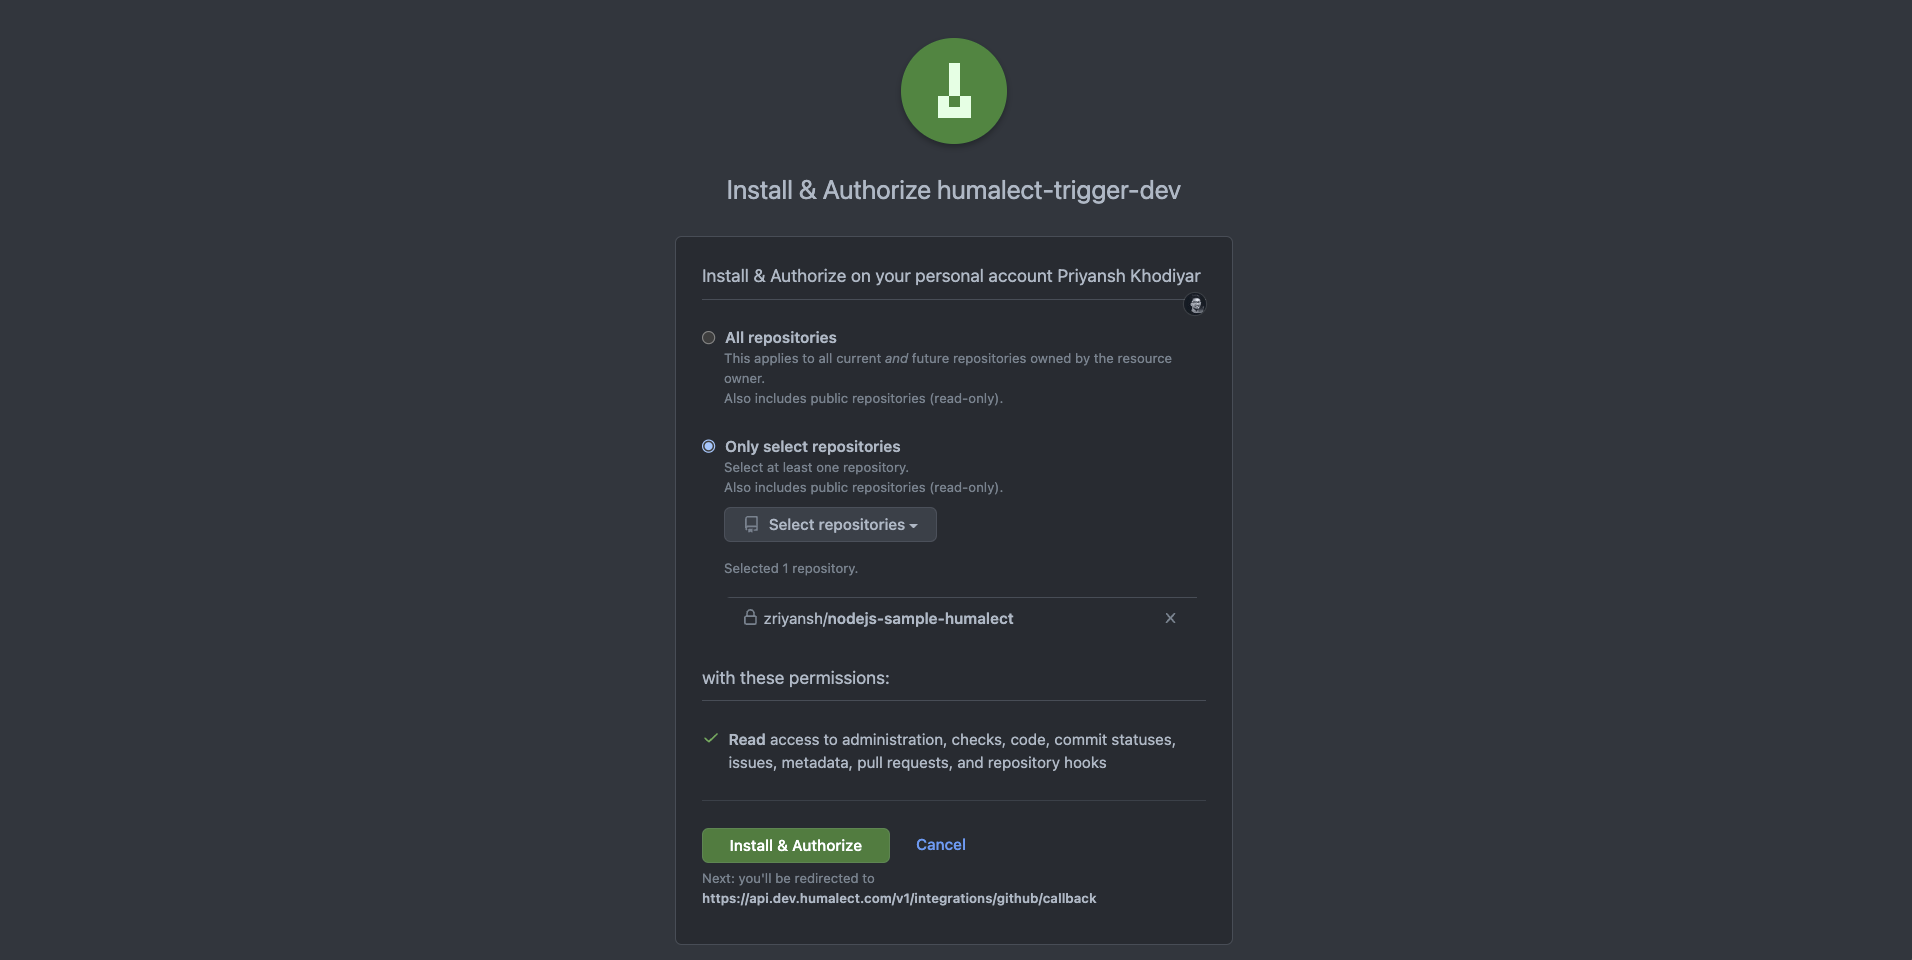 Install & Authorize humalect-trigger-dev
Install & Authorize on your personal account Priyansh Khodiyar
All repositories
This applies to all current and future repositories owned by the resource
owner.
Also includes public repositories (read-only).
Only select repositories
Select at least one repository.
Also includes public repositories (read-only).
Select repositories
Selected 1 repository.
zriyansh/nodejs-sample-humalect
with these permissions:
Read access to administration, checks, code, commit statuses,
issues, metadata, pull requests, and repository hooks
Install & Authorize Cancel
Next: you'll be redirected to
https://api.dev.humalect.com/v1/integrations/github/callback